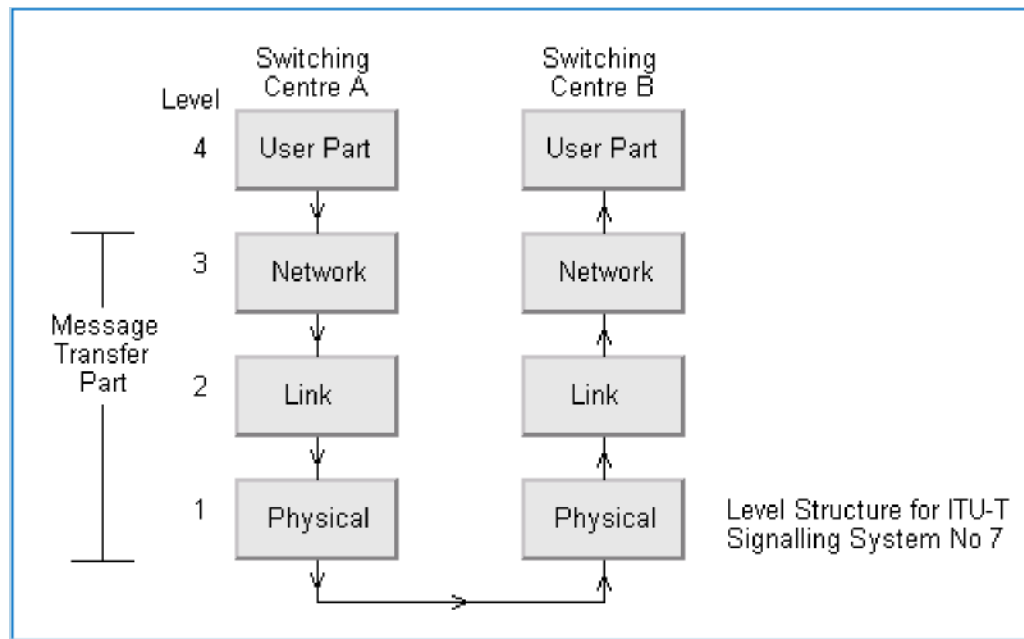 Switching
Centre A
Switching
Centre B
Level
4
User Part
User Part
3
Network
Network
Message
Transfer
Part
2
Link
Link
1
Physical
Physical
Level Structure for ITU-T
Signalling System No 7